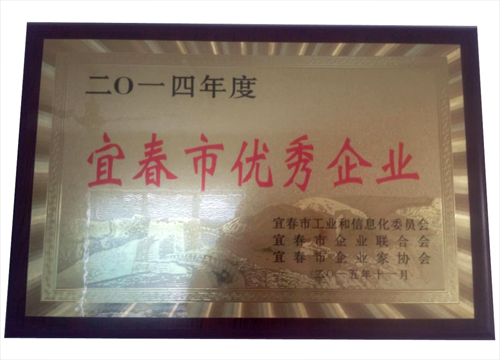 二〇一四年度
宜春市优秀企业
宜春市工业和信息化委员会
宜春市企业联合会
宜春市企业家协会
二〇一五年十一月